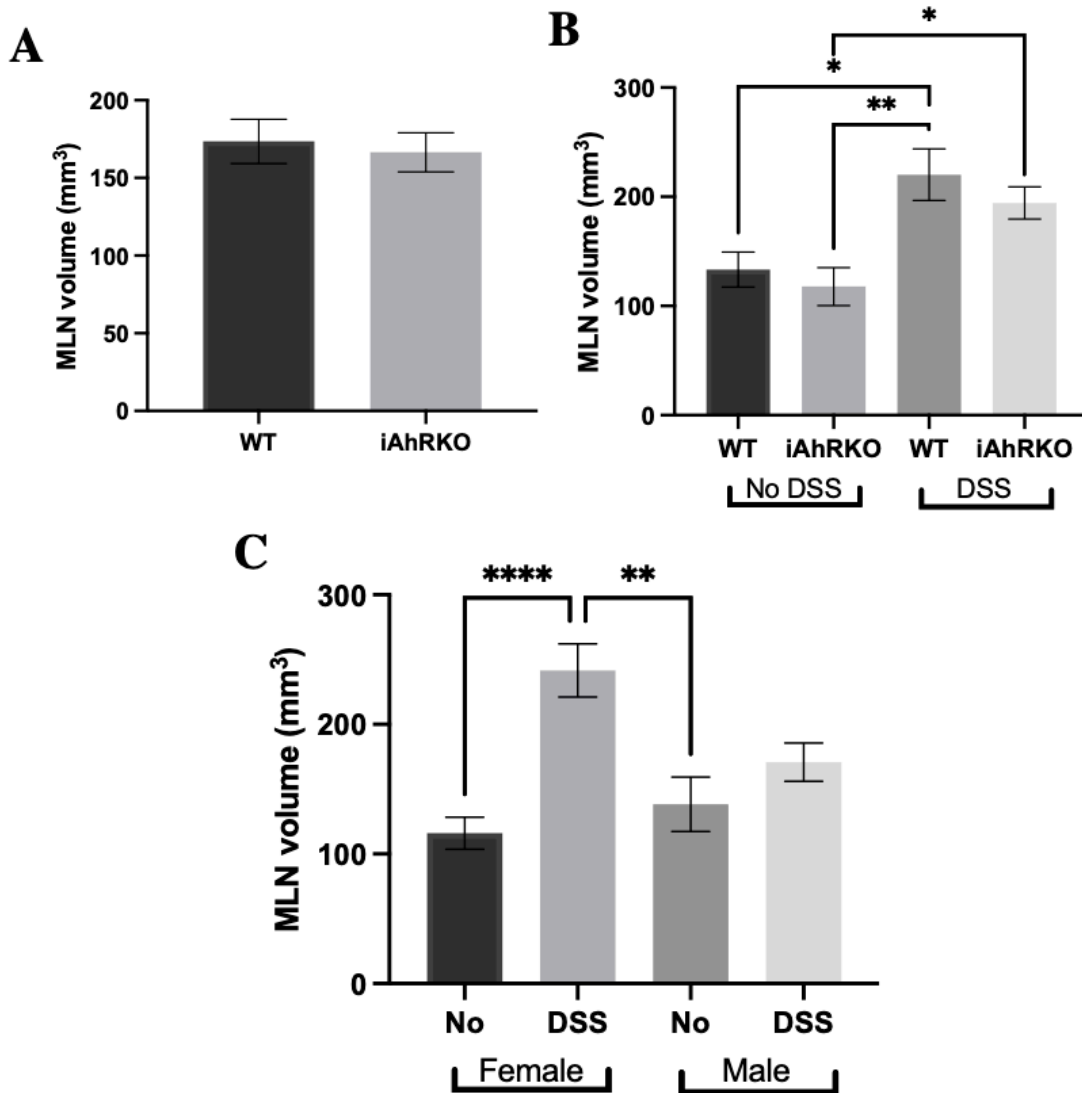 A
MLN volume (mm³)
200
150
100
50
0
WT
iAhRKO
B
MLN volume (mm³)
300
200
100
0
*
*
**
WT
iAhRKO
WT
iAhRKO
No DSS
DSS
C
MLN volume (mm³)
300
200
100
0
****
**
No
DSS
No
DSS
Female
Male